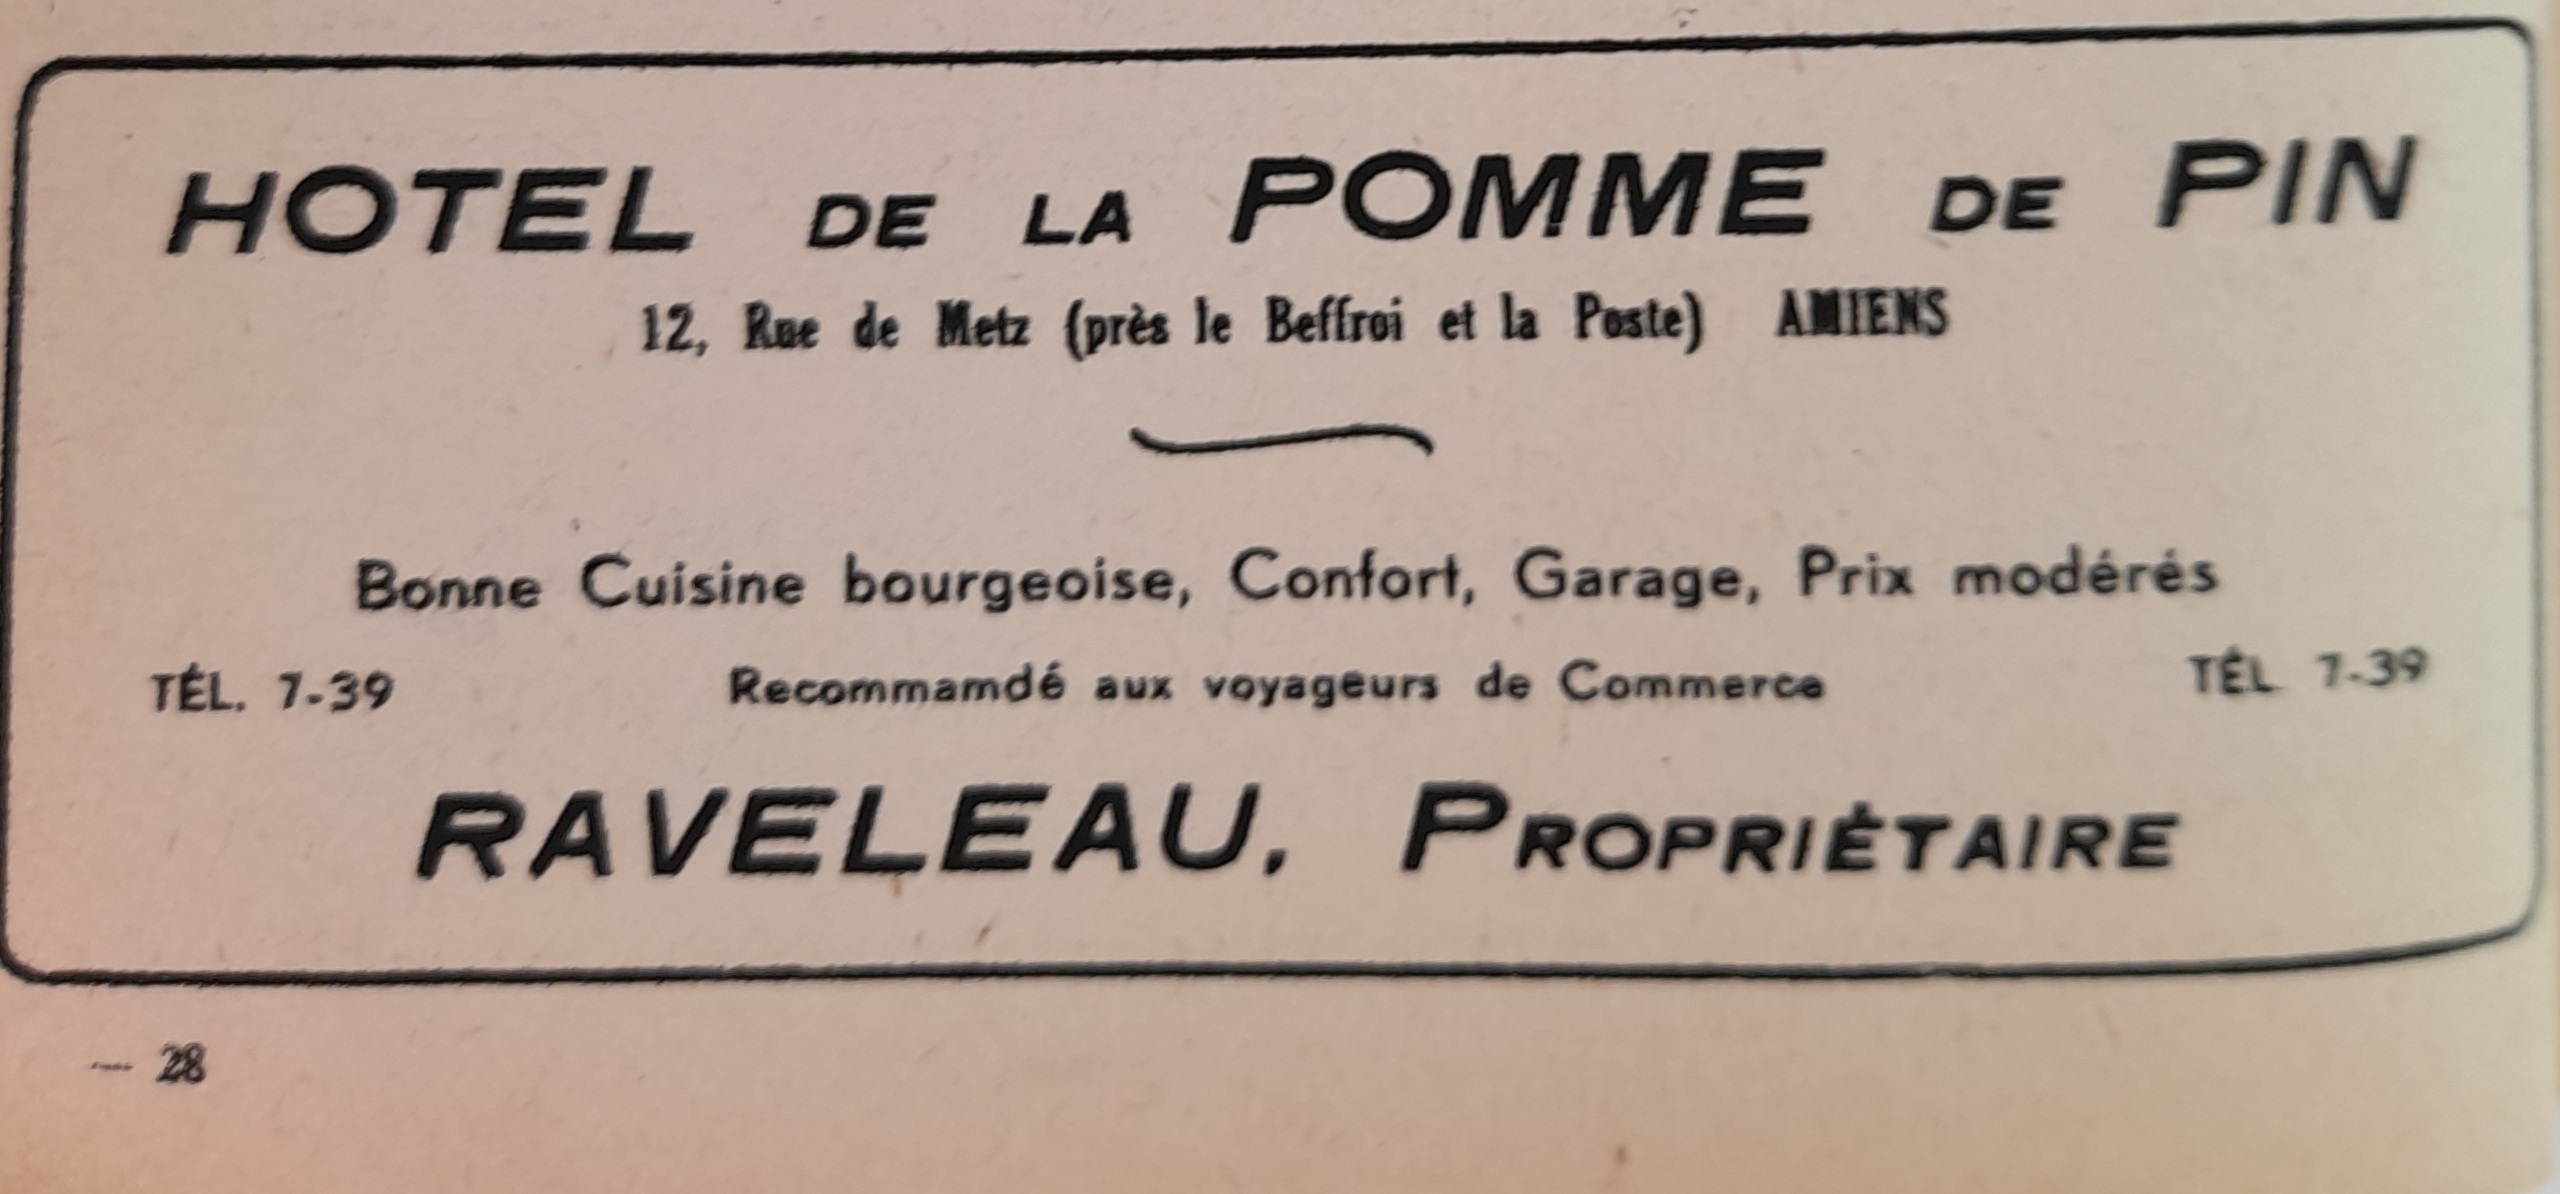 HOTEL DE LA POMME DE PIN
12, Rue de Metz (près le Beffroi et la Poste) AMIENS
Bonne Cuisine bourgeoise, Confort, Garage, Prix modérés
TÉL. 7-39 Recommamdé aux voyageurs de Commerce TÉL 7-39
RAVELEAU, PROPRIÉTAIRE
— 28